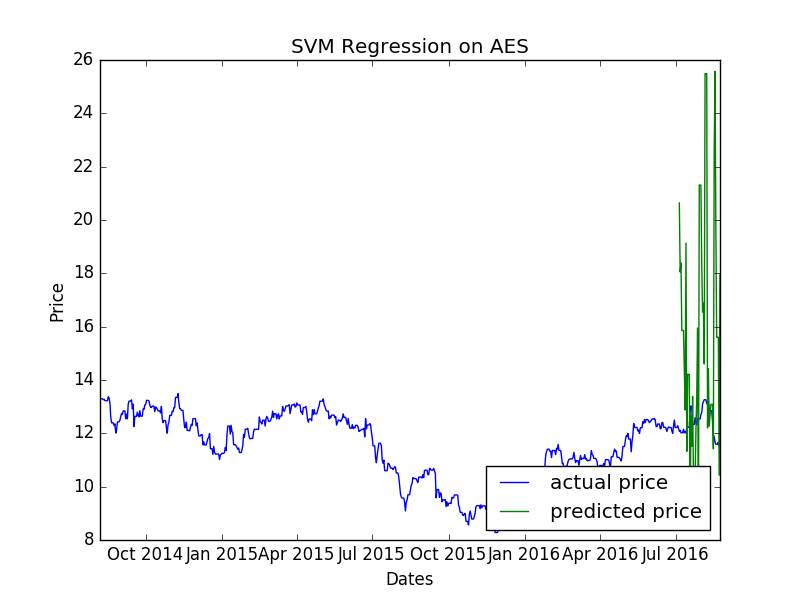 SVM Regression on AES
26
24
22
20
18
16
14
12
10
8
Price
actual price
predicted price
Oct 2014 Jan 2015 Apr 2015 Jul 2015 Oct 2015 Jan 2016 Apr 2016 Jul 2016
Dates